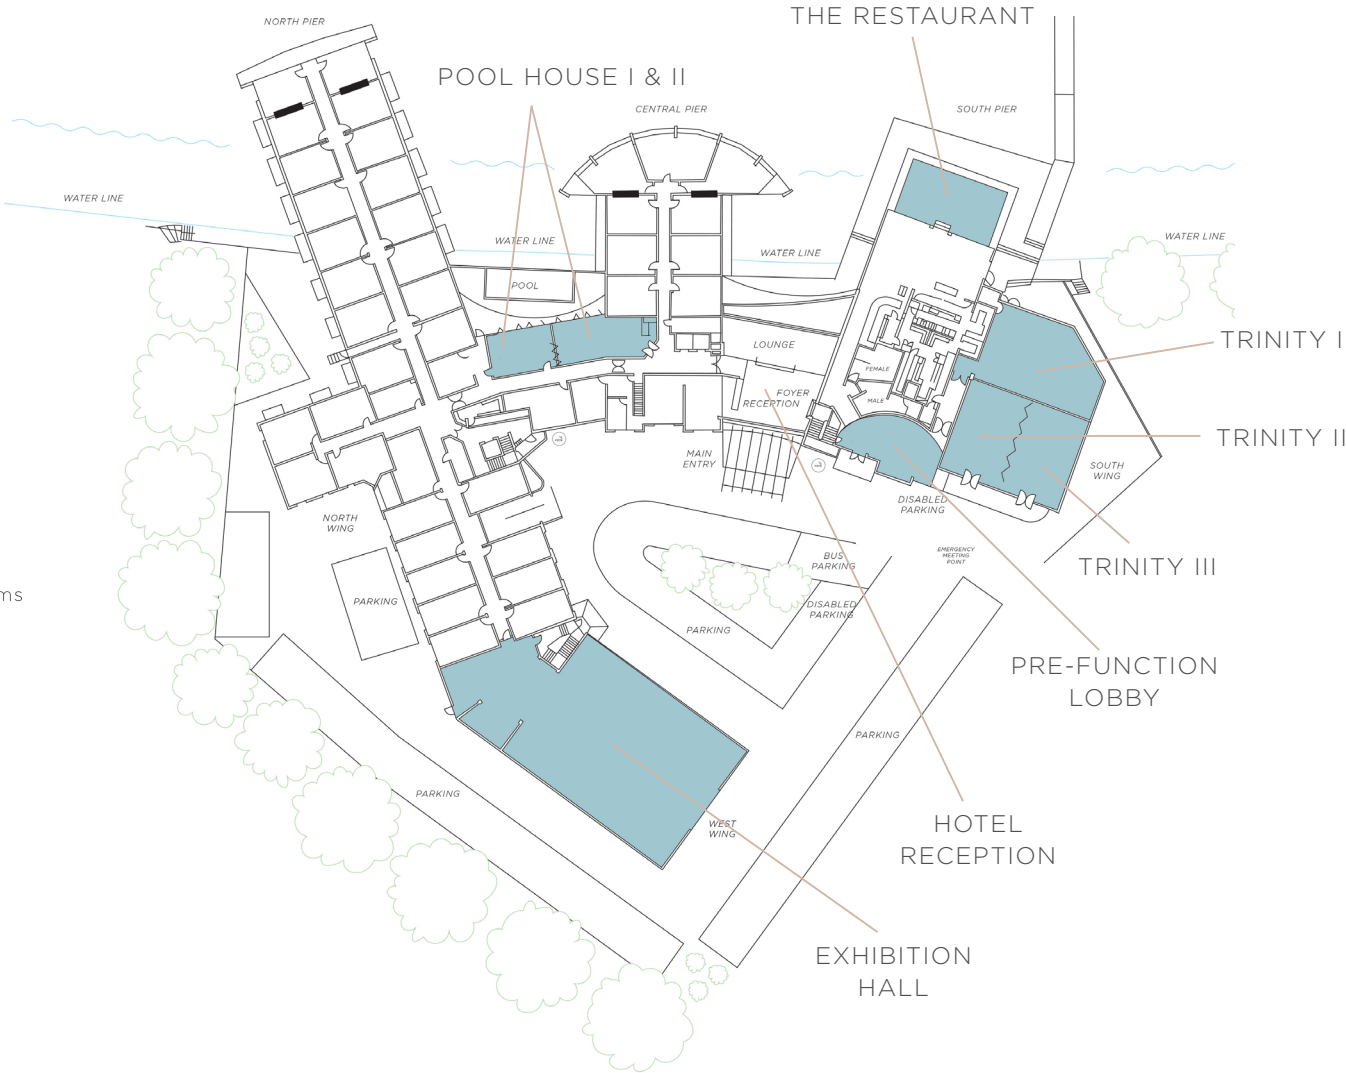 THE RESTAURANT
NORTH PIER
POOL HOUSE I & II
CENTRAL PIER
SOUTH PIER
WATER LINE
WATER LINE
WATER LINE
WATER LINE
POOL
LOUNGE
TRINITY I
FEMALE
FOYER
RECEPTION
MALE
TRINITY II
MAIN
ENTRY
SOUTH
WING
DISABLED
PARKING
NORTH
WING
BUS
PARKING
EMERGENCY
MEETING
POINT
TRINITY III
ms
PARKING
DISABLED
PARKING
PARKING
PRE-FUNCTION
LOBBY
PARKING
PARKING
WEST
WING
HOTEL
RECEPTION
EXHIBITION
HALL